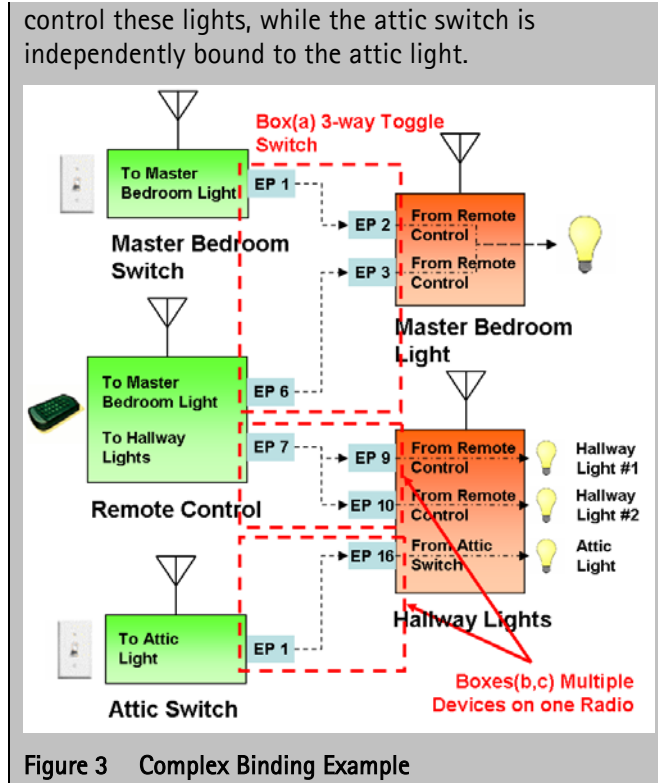 control these lights, while the attic switch is
independently bound to the attic light.
Box(a) 3-way Toggle
Switch
To Master
Bedroom Light
EP 1
Master Bedroom
Switch
EP 2
From Remote
Control
EP 3
From Remote
Control
Master Bedroom
Light
To Master
Bedroom Light
EP 6
To Hallway
Lights
EP 7
Remote Control
EP 9
From Remote
Control
Hallway
Light #1
EP 10
From Remote
Control
Hallway
Light #2
EP 16
From Attic
Switch
Attic
Light
Hallway Lights
To Attic
Light
EP 1
Attic Switch
Boxes(b,c) Multiple
Devices on one Radio
Figure 3 Complex Binding Example